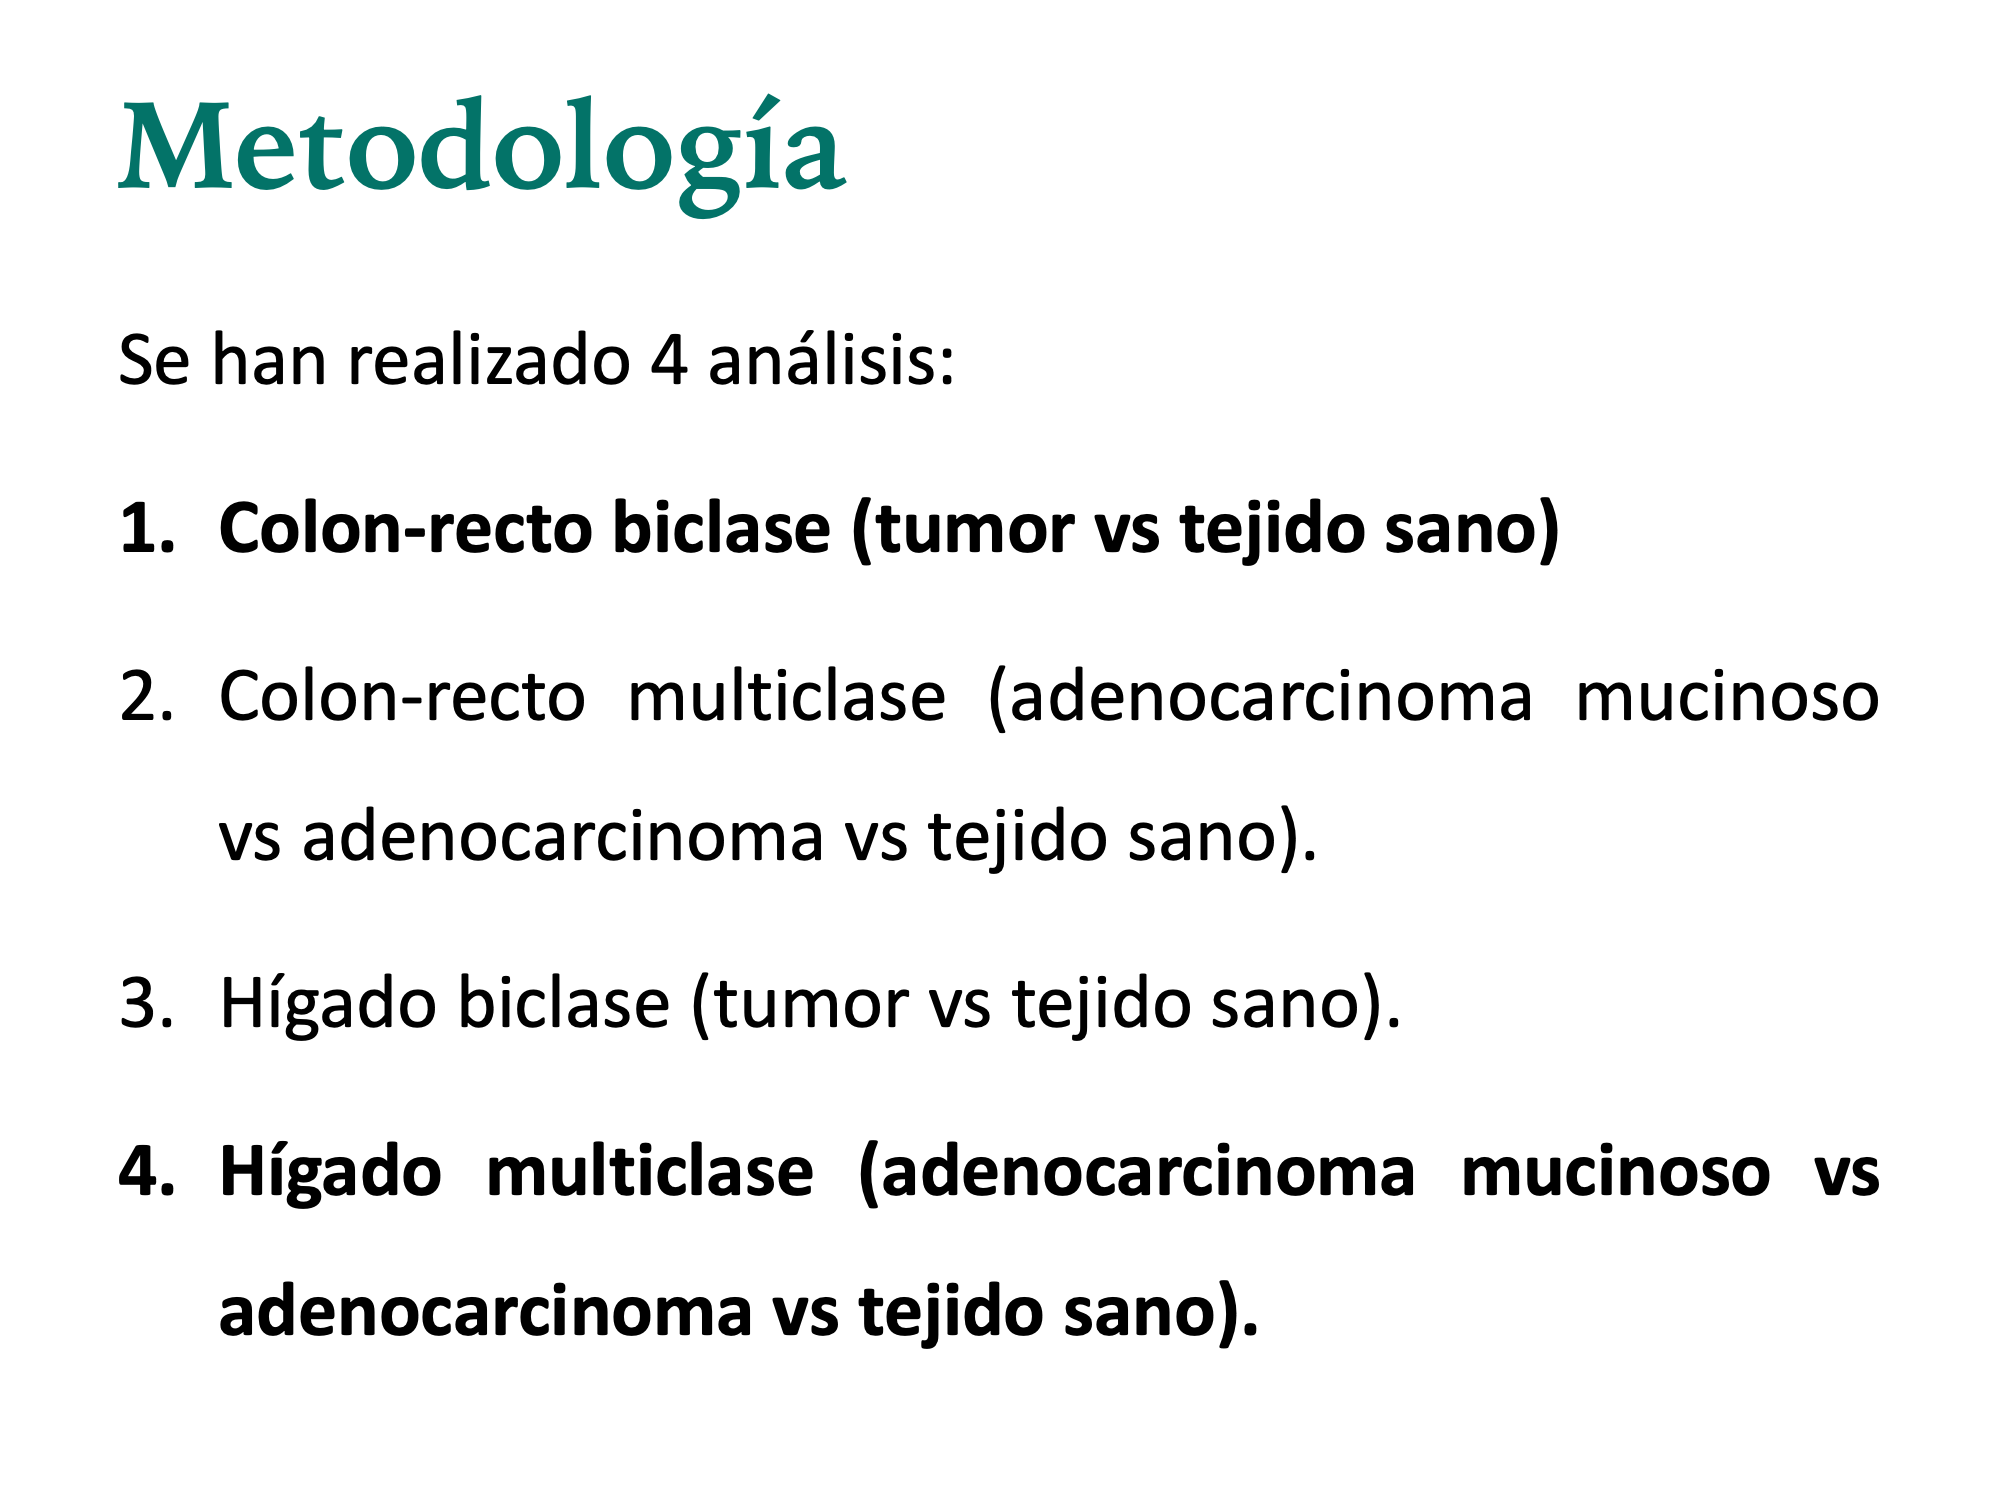 Metodología
Se han realizado 4 análisis:
1. Colon-recto biclase (tumor vs tejido sano)
2. Colon-recto multiclase (adenocarcinoma mucinoso
vs adenocarcinoma vs tejido sano).
3. Hígado biclase (tumor vs tejido sano).
4. Hígado multiclase (adenocarcinoma mucinoso vs
adenocarcinoma vs tejido sano).